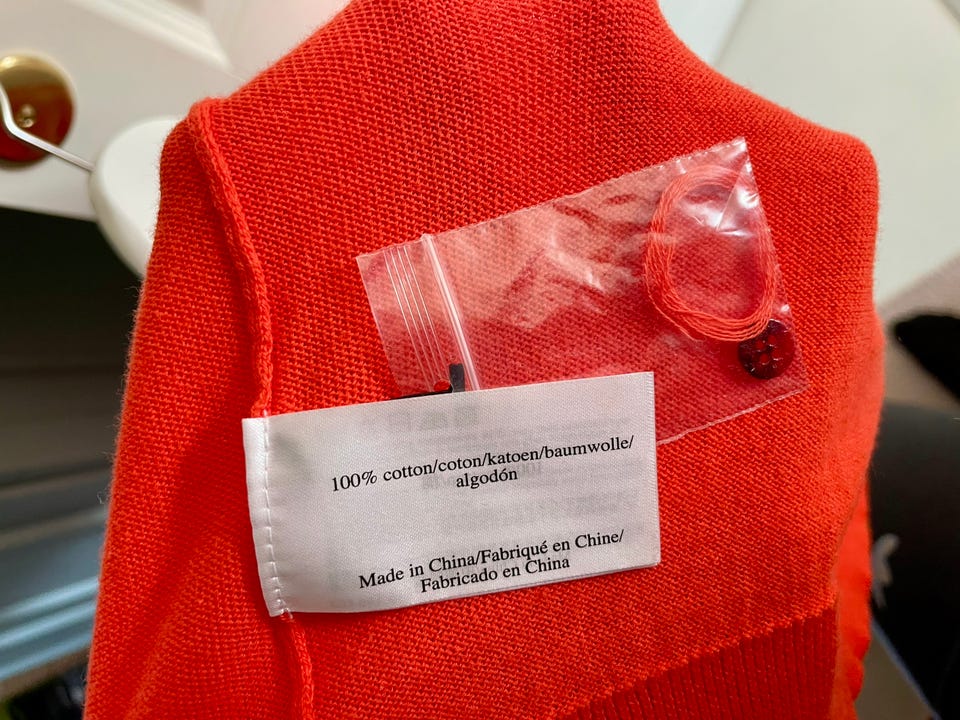 100% cotton/coton/katoen/baumwolle/
algodón
Made in China/Fabriqué en Chine/
Fabricado en China